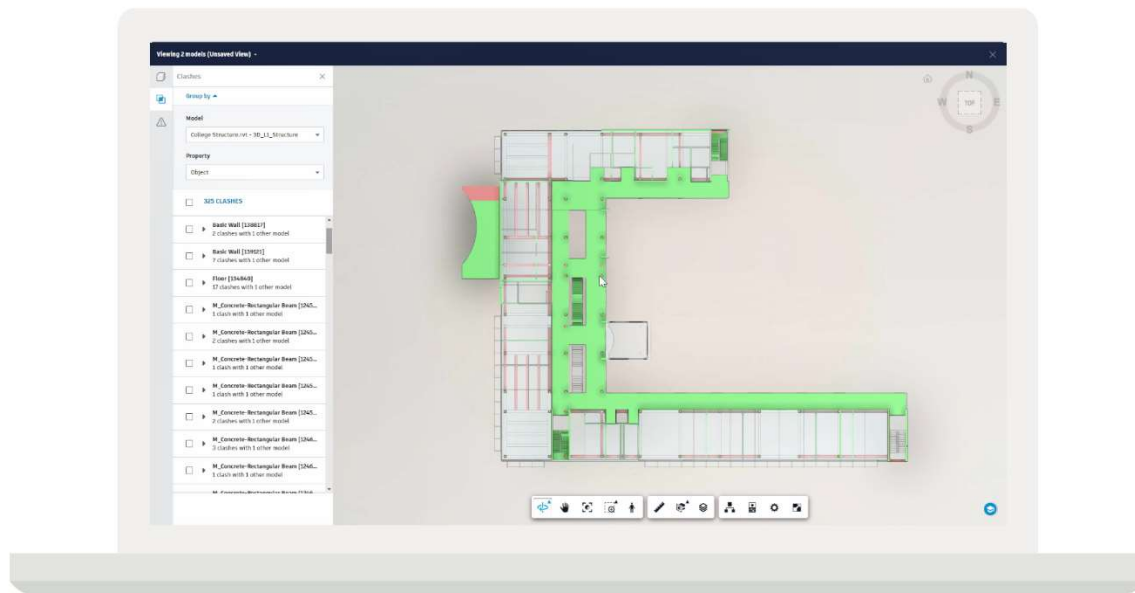 Viewing 2 models (Unsaved View)
Clashes
Group by
Model
College Structure.rvt - 3D_L1_Structure
Property
Object
325 CLASHES
Basic Wall
2 clashes with 1 other model
Basic Wall
7 clashes with 1 other model
Floor
17 clashes with 1 other model
M_Concrete-Rectangular Beam [1245...
1 clash with 1 other model
M_Concrete-Rectangular Beam [1245...
2 clashes with 1 other model
M_Concrete-Rectangular Beam [1245...
1 clash with 1 other model
M_Concrete-Rectangular Beam [1245...
1 clash with 1 other model
M_Concrete-Rectangular Beam [1245...
2 clashes with 1 other model
M_Concrete-Rectangular Beam [1246...
3 clashes with 1 other model
M_Concrete-Rectangular Beam [1246...
1 clash with 1 other model
N
W
TOP
E
S